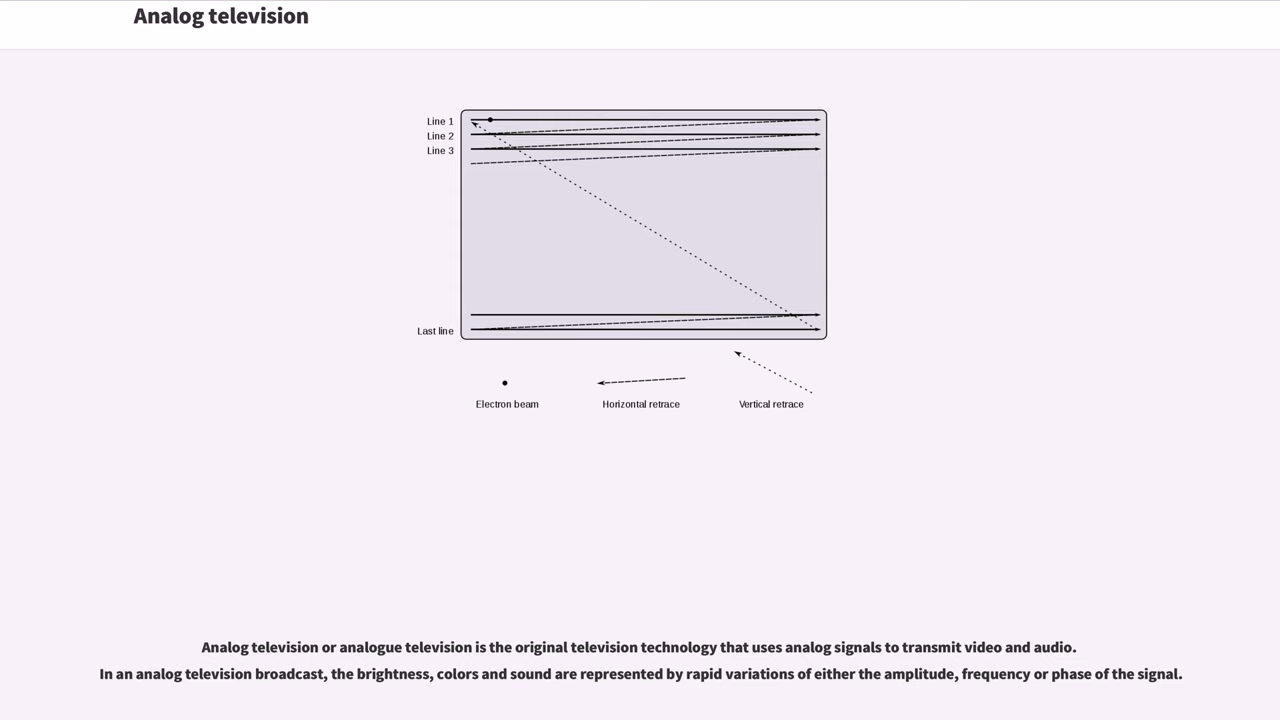 Analog television
Line 1
Line 2
Line 3
Last line
Electron beam
Horizontal retrace
Vertical retrace
Analog television or analogue television is the original television technology that uses analog signals to transmit video and audio.
In an analog television broadcast, the brightness, colors and sound are represented by rapid variations of either the amplitude, frequency or phase of the signal.